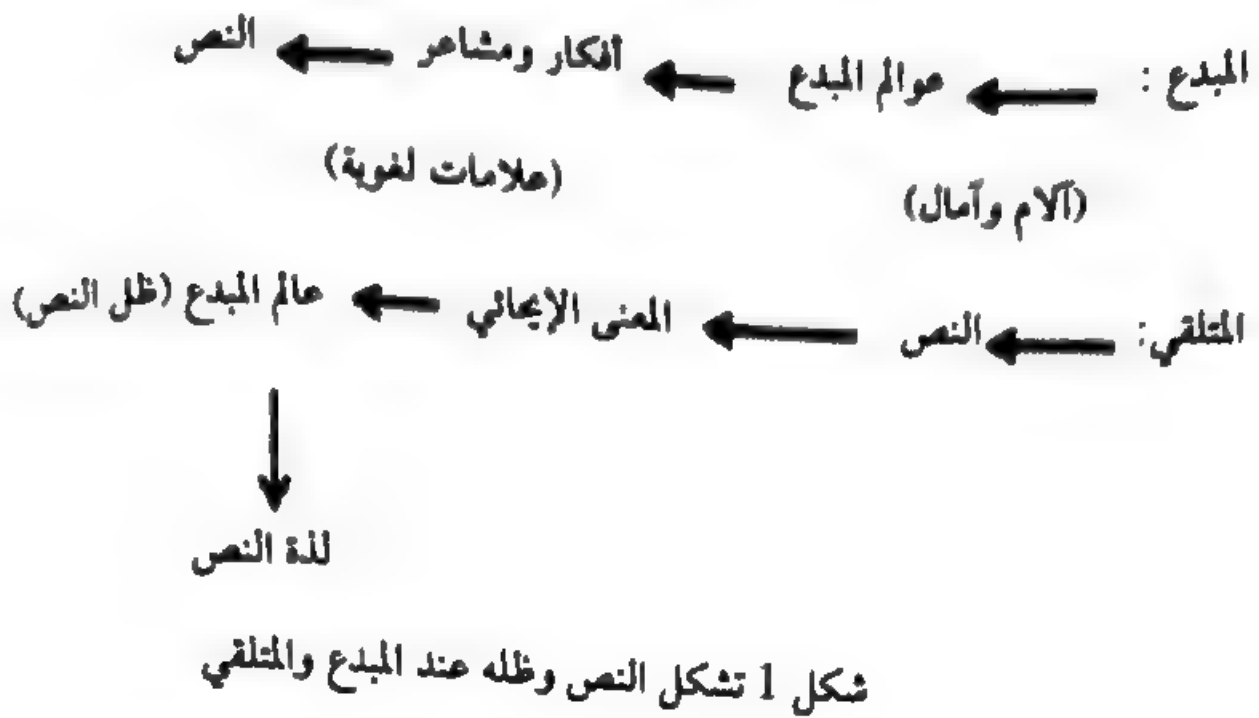 المبدع : عوالم المبدع أفكار ومشاعر النص
(آلام وآمال) (علامات لغوية)
المتلقي: النص المعنى الإيحائي عالم المبدع (ظل النص)
لذة النص
شكل 1 تشكل النص وظله عند المبدع والمتلقي